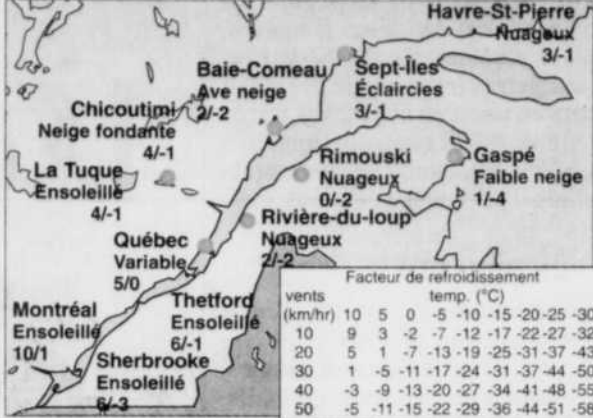 Havre-St-Pierre
Nuageux
3/-1
Baie-Comeau
Ave neige
2/-2
Sept-Îles
Éclaircies
3/-1
Chicoutimi
Neige fondante
4/-1
La Tuque
Ensoleillé
4/-1
Rimouski
Nuageux
0/-2
Gaspé
Faible neige
1/-4
Rivière-du-loup
Nuageux
2/-2
Québec
Variable
5/0
Thetford
Ensoleillé
6/-1
Montréal
Ensoleillé
10/1
Sherbrooke
Ensoleillé
6/-3
Facteur de refroidissement
vents temp. (°C)
(km/hr) 10 5 0 -5 -10 -15 -20 -25 -30
10 9 3 -2 -7 -12 -17 -22 -27 -32
20 5 1 -7 -13 -19 -25 -31 -37 -43
30 1 -5 -11 -17 -24 -31 -37 -44 -50
40 -3 -9 -13 -20 -27 -34 -41 -48 -55
50 -5 -11 -15 -22 -29 -36 -44 -51 -58